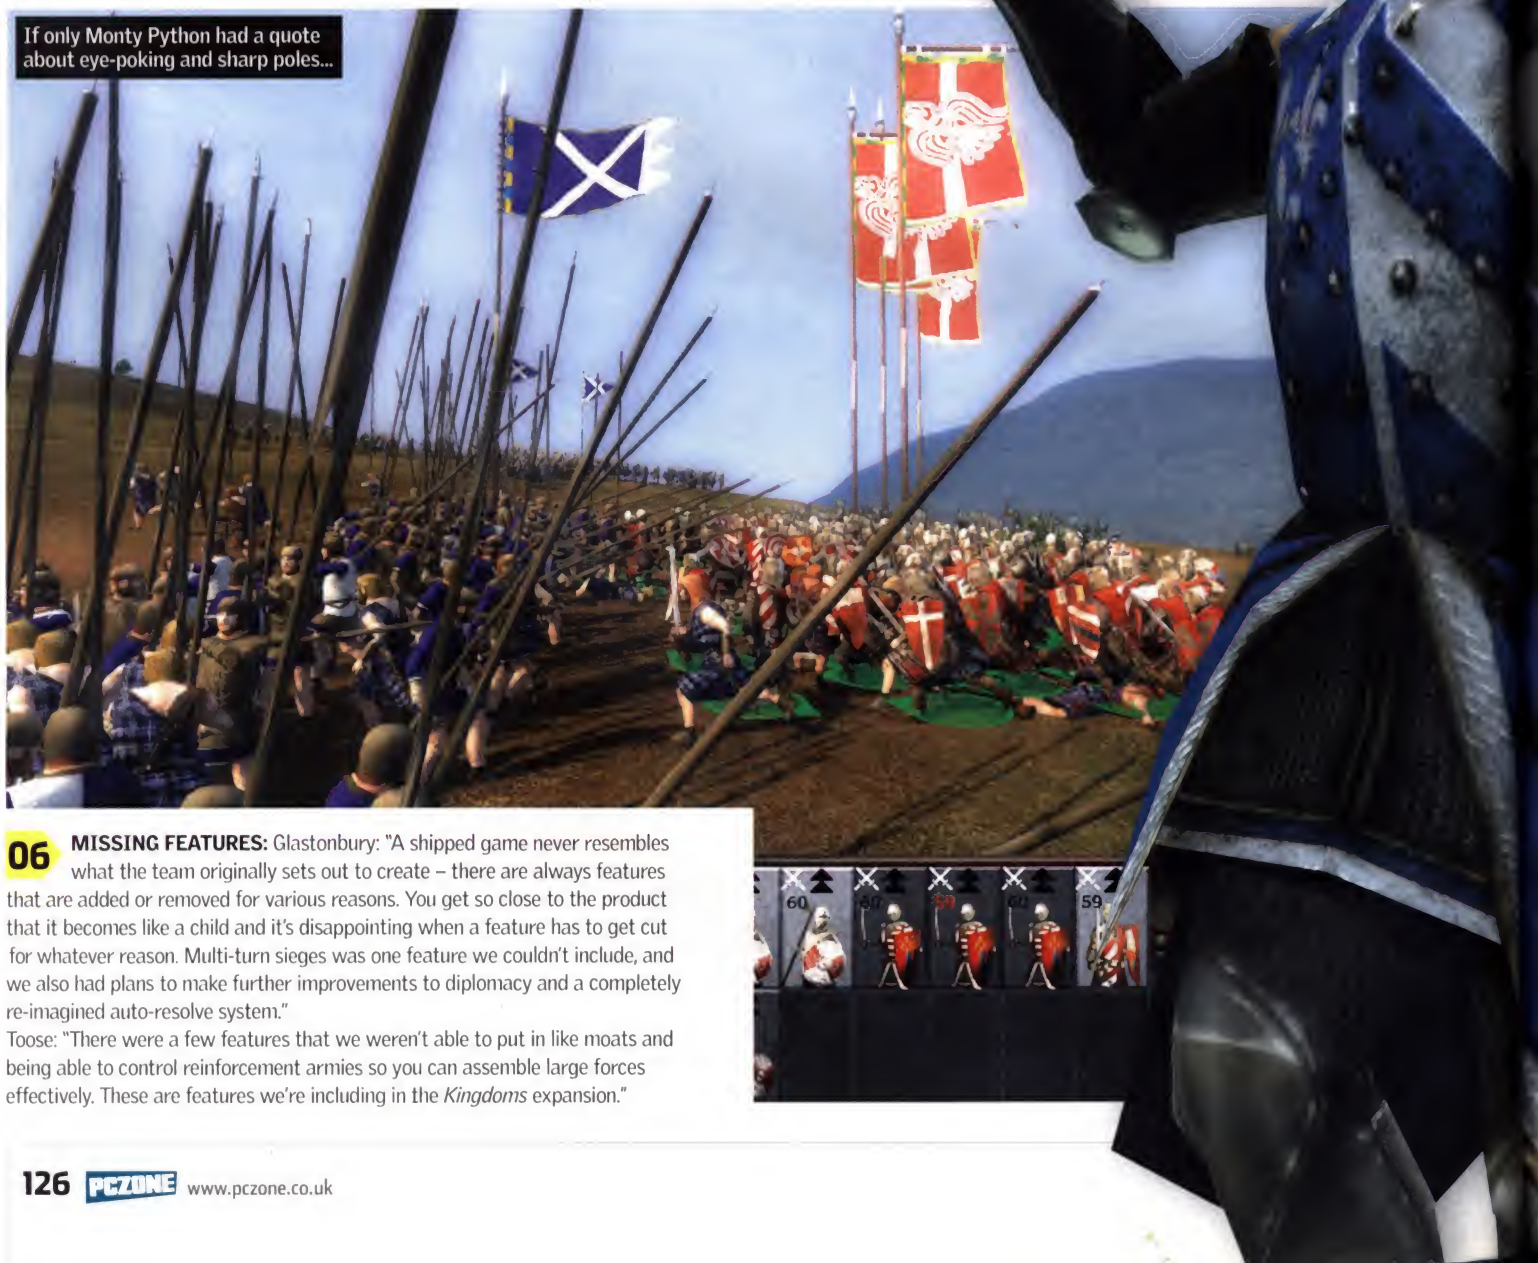 If only Monty Python had a quote
about eye-poking and sharp poles...
06
MISSING FEATURES: Glastonbury: "A shipped game never resembles
what the team originally sets out to create – there are always features
that are added or removed for various reasons. You get so close to the product
that it becomes like a child and it's disappointing when a feature has to get cut
for whatever reason. Multi-turn sieges was one feature we couldn't include, and
we also had plans to make further improvements to diplomacy and a completely
re-imagined auto-resolve system."
Toose: "There were a few features that we weren't able to put in like moats and
being able to control reinforcement armies so you can assemble large forces
effectively. These are features we're including in the Kingdoms expansion."
60 60 59 60 59
126 PCZONE www.pczone.co.uk